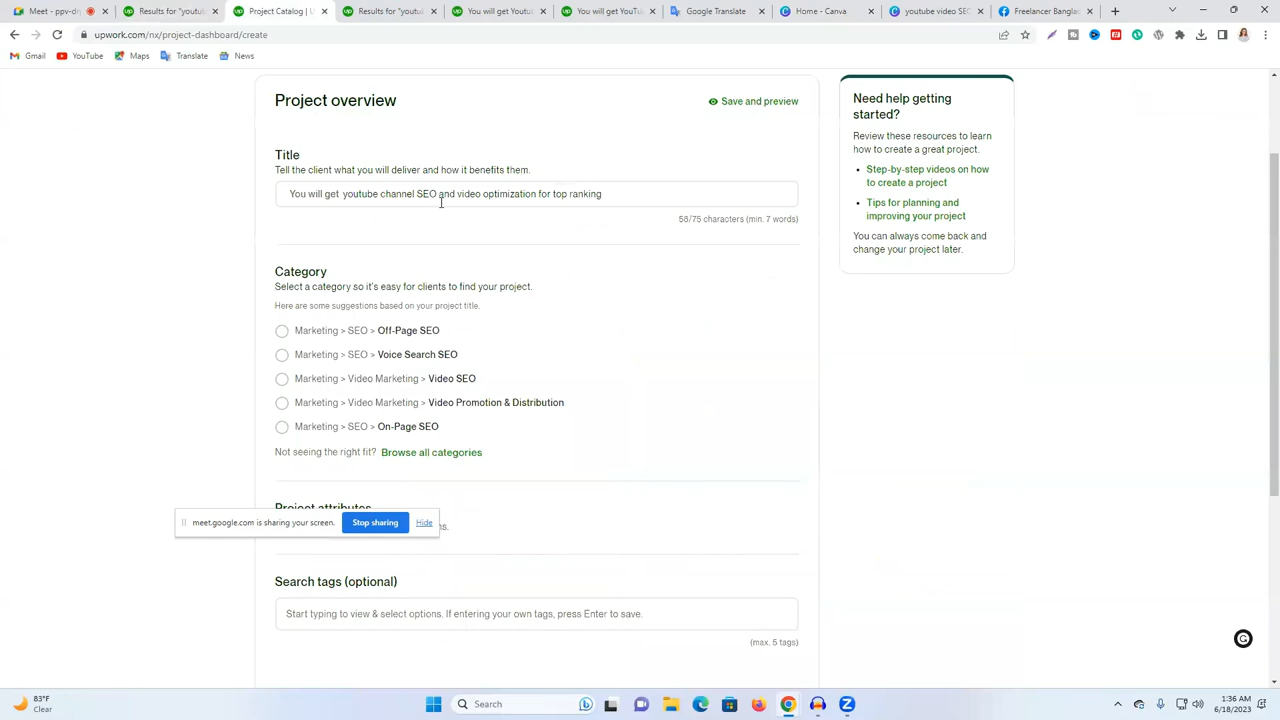 Meet - ppv-drp
Results for "youtu
Project Catalog | U
Results for "youtu
You will get Youtu
You will get YouTu
Google Translate
Home - Canva
youtube video SEO
Freelancer Banglas
upwork.com/nx/project-dashboard/create
Gmail
YouTube
Maps
Translate
News
Project overview
Save and preview
Title
Tell the client what you will deliver and how it benefits them.
You will get youtube channel SEO and video optimization for top ranking
58/75 characters (min. 7 words)
Category
Select a category so it's easy for clients to find your project.
Here are some suggestions based on your project title.
Marketing > SEO > Off-Page SEO
Marketing > SEO > Voice Search SEO
Marketing > Video Marketing > Video SEO
Marketing > Video Marketing > Video Promotion & Distribution
Marketing > SEO > On-Page SEO
Not seeing the right fit? Browse all categories
Project attributes
meet.google.com is sharing your screen. Stop sharing Hide
Search tags (optional)
Start typing to view & select options. If entering your own tags, press Enter to save.
(max. 5 tags)
Need help getting
started?
Review these resources to learn
how to create a great project.
• Step-by-step videos on how
to create a project
• Tips for planning and
improving your project
You can always come back and
change your project later.
83°F
Clear
Search
1:36 AM
6/18/2023